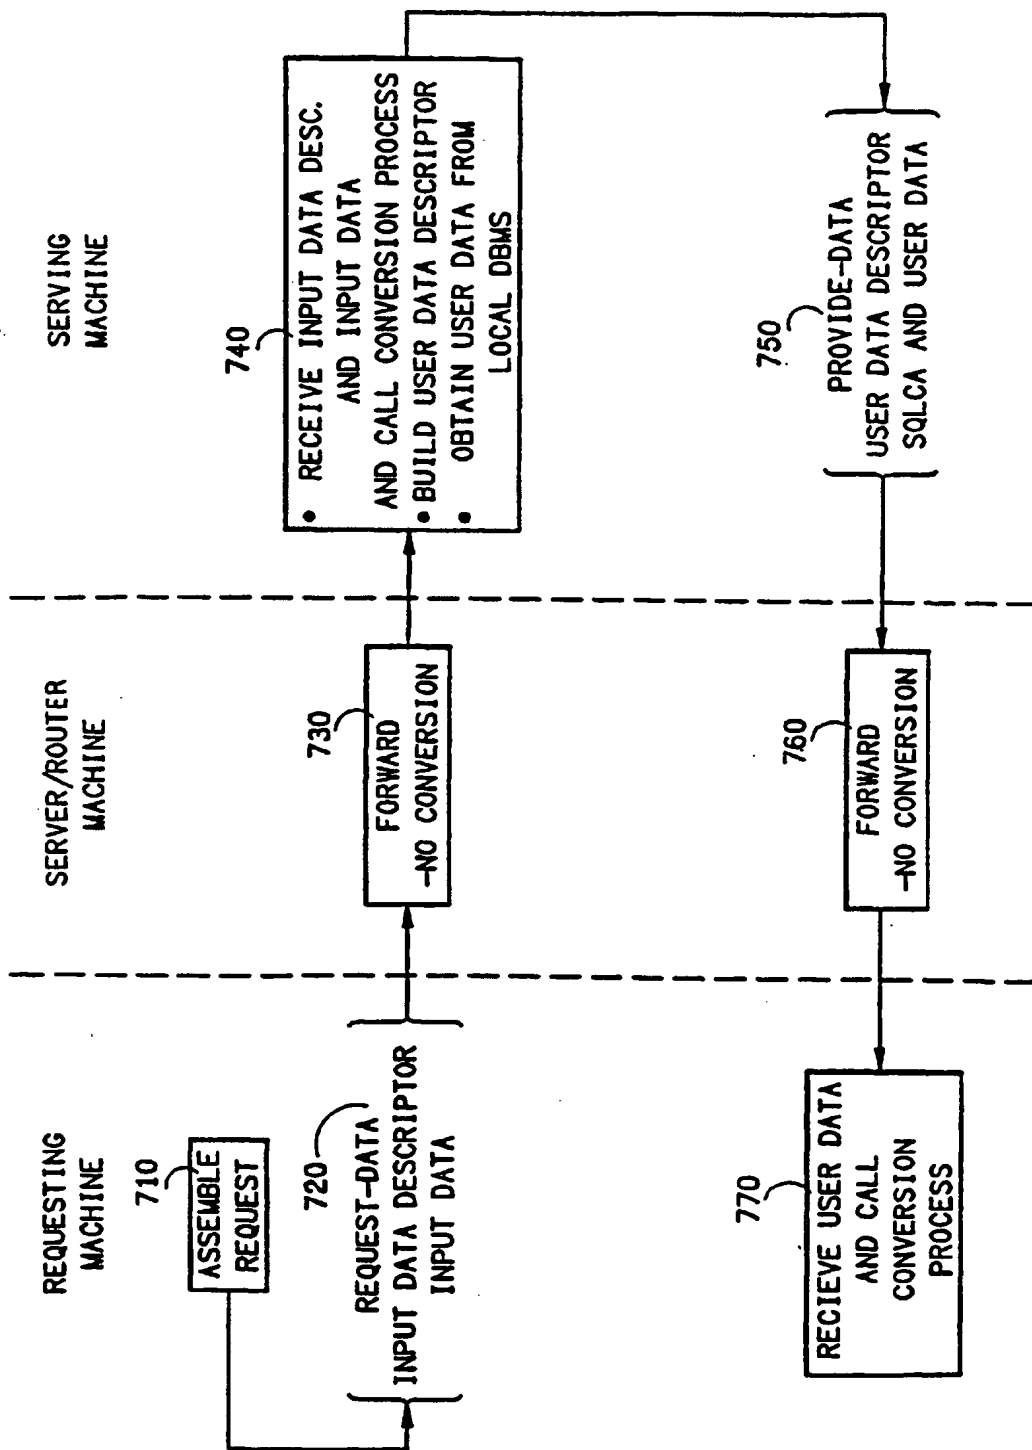 REQUESTING
MACHINE
710
ASSEMBLE
REQUEST
720
REQUEST-DATA
INPUT DATA DESCRIPTOR
INPUT DATA
SERVER/ROUTER
MACHINE
730
FORWARD
-NO CONVERSION
SERVING
MACHINE
740
• RECEIVE INPUT DATA DESC.
AND INPUT DATA
AND CALL CONVERSION PROCESS
• BUILD USER DATA DESCRIPTOR
• OBTAIN USER DATA FROM
LOCAL DBMS
750
PROVIDE-DATA
USER DATA DESCRIPTOR
SQLCA AND USER DATA
760
FORWARD
-NO CONVERSION
770
RECIEVE USER DATA
AND CALL
CONVERSION
PROCESS